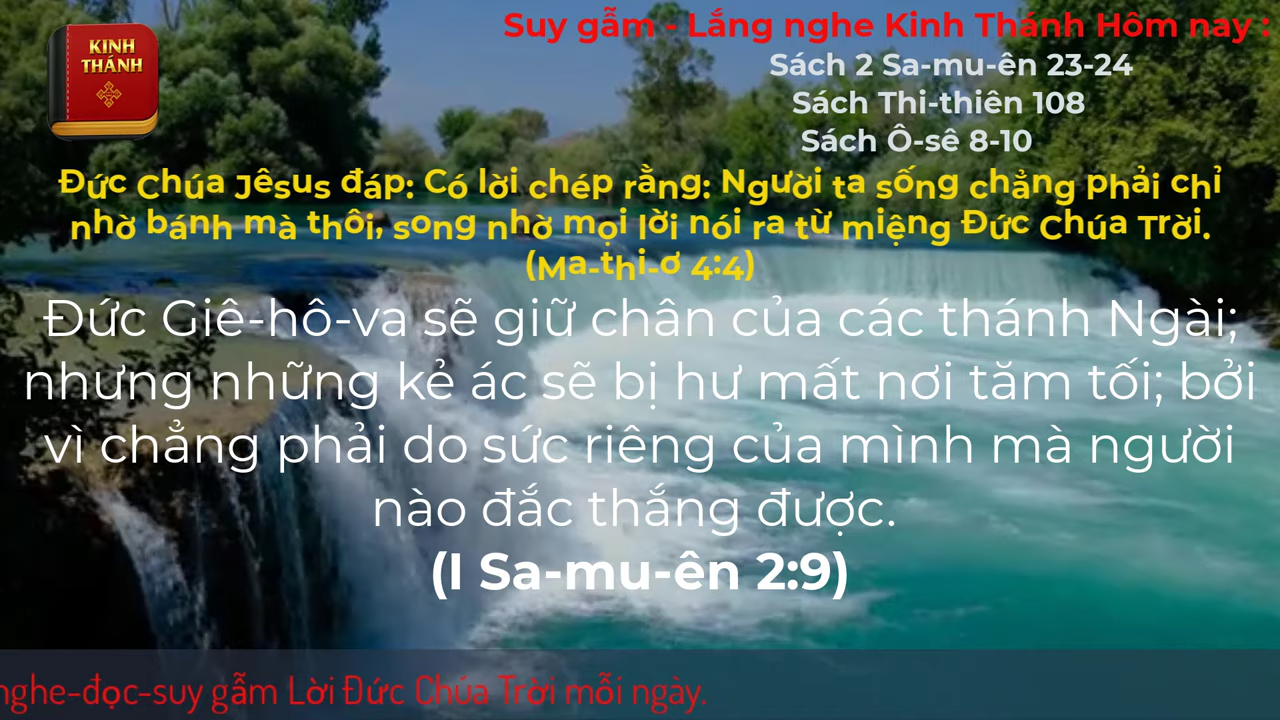 KINH
THÁNH
Suy gẫm - Lắng nghe Kinh Thánh Hôm nay :
Sách 2 Sa-mu-ên 23-24
Sách Thi-thiên 108
Sách Ô-sê 8-10
Đức Chúa Jêsus đáp: Có lời chép rằng: Người ta sống chẳng phải chỉ
nhờ bánh mà thôi, song nhờ mọi lời nói ra từ miệng Đức Chúa Trời.
(Ma-thi-ơ 4:4)
Đức Giê-hô-va sẽ giữ chân của các thánh Ngài;
nhưng những kẻ ác sẽ bị hư mất nơi tăm tối; bởi
vì chẳng phải do sức riêng của mình mà người
nào đắc thắng được.
(I Sa-mu-ên 2:9)
nghe-đọc-suy gẫm Lời Đức Chúa Trời mỗi ngày.